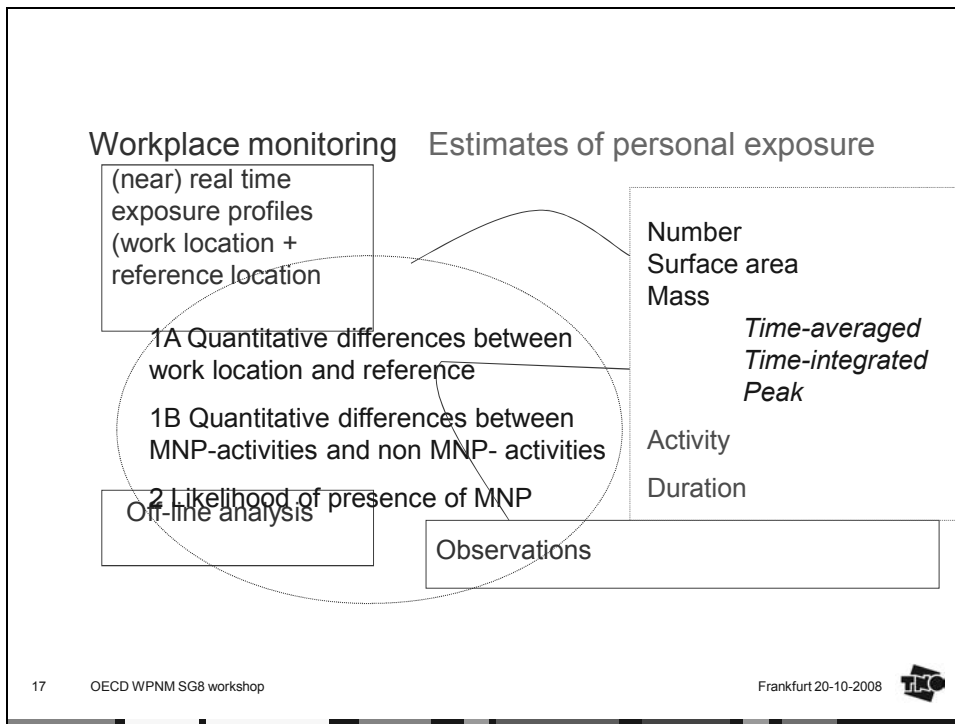 Workplace monitoring Estimates of personal exposure
(near) real time
exposure profiles
(work location +
reference location
1A Quantitative differences between
work location and reference
1B Quantitative differences between
MNP-activities and non MNP- activities
2 Likelihood of presence of MNP
Off-line analysis
Observations
Number
Surface area
Mass
Time-averaged
Time-integrated
Peak
Activity
Duration
17 OECD WPNM SG8 workshop Frankfurt 20-10-2008 TNO